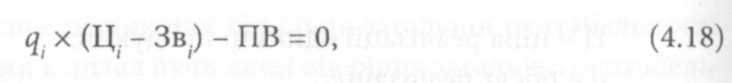 qᵢ × (Цᵢ – Звᵢ) – ПВ = 0, (4.18)